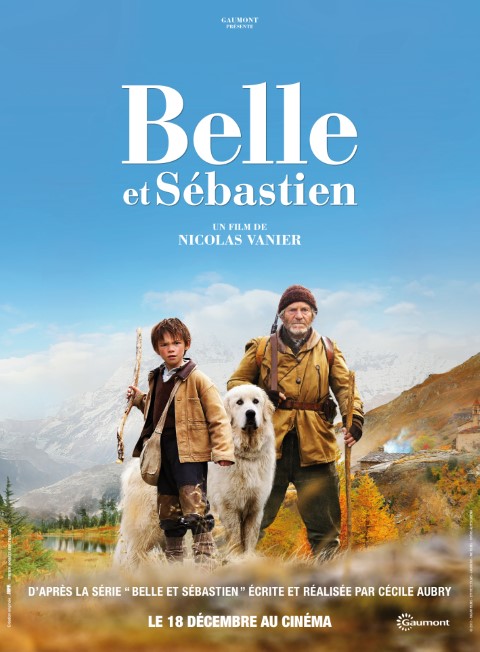 GAUMONT
PRÉSENTE
Belle
et Sébastien
UN FILM DE
NICOLAS VANIER
D'APRÈS LA SÉRIE “BELLE ET SÉBASTIEN” ÉCRITE ET RÉALISÉE PAR CÉCILE AUBRY
LE 18 DÉCEMBRE AU CINÉMA
Gaumont